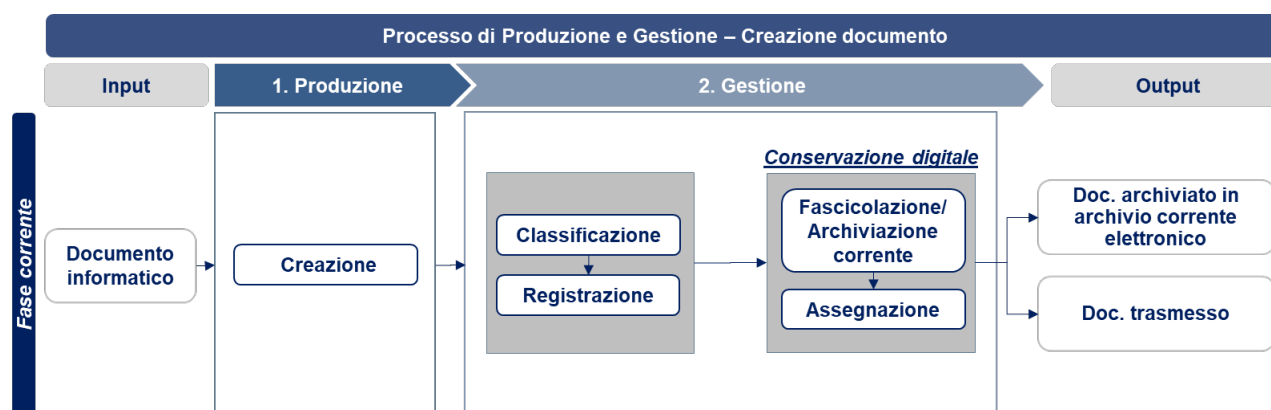 Processo di Produzione e Gestione – Creazione documento
Input
1. Produzione
2. Gestione
Output
Fase corrente
Documento
informatico
Creazione
Classificazione
Registrazione
Conservazione digitale
Fascicolazione/
Archiviazione
corrente
Assegnazione
Doc. archiviato in
archivio corrente
elettronico
Doc. trasmesso